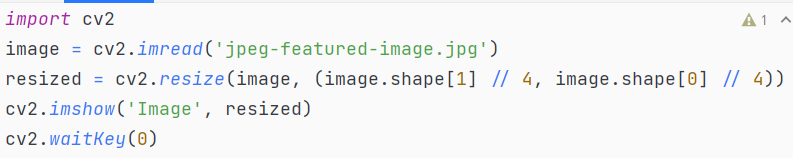 import cv2
1
image = cv2.imread('jpeg-featured-image.jpg')
resized = cv2.resize(image, (image.shape[1] // 4, image.shape[0] // 4))
cv2.imshow('Image', resized)
cv2.waitKey(0)